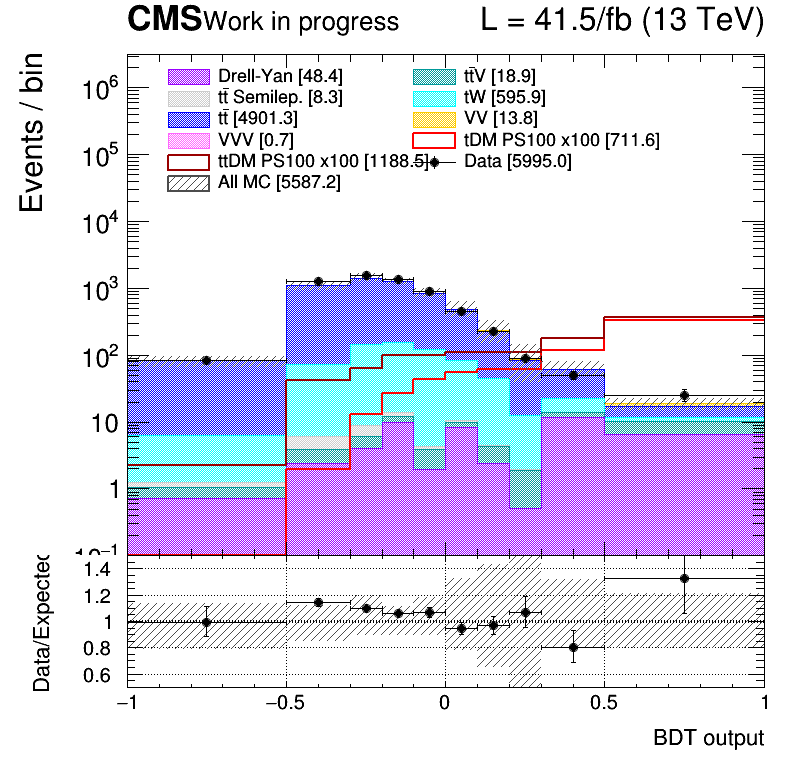 CMS Work in progress L = 41.5/fb (13 TeV)
Events / bin
Drell-Yan [48.4] tt̄V [18.9]
tt̄ Semilep. [8.3] tW [595.9]
tt̄ [4901.3] VV [13.8]
VVV [0.7] tDM PS100 x100 [711.6]
ttDM PS100 x100 [1188.5] Data [5995.0]
All MC [5587.2]
10⁶
10⁵
10⁴
10³
10²
10
1
10⁻¹
Data/Expected
1.4
1.2
1
0.8
0.6
−1 −0.5 0 0.5 1
BDT output